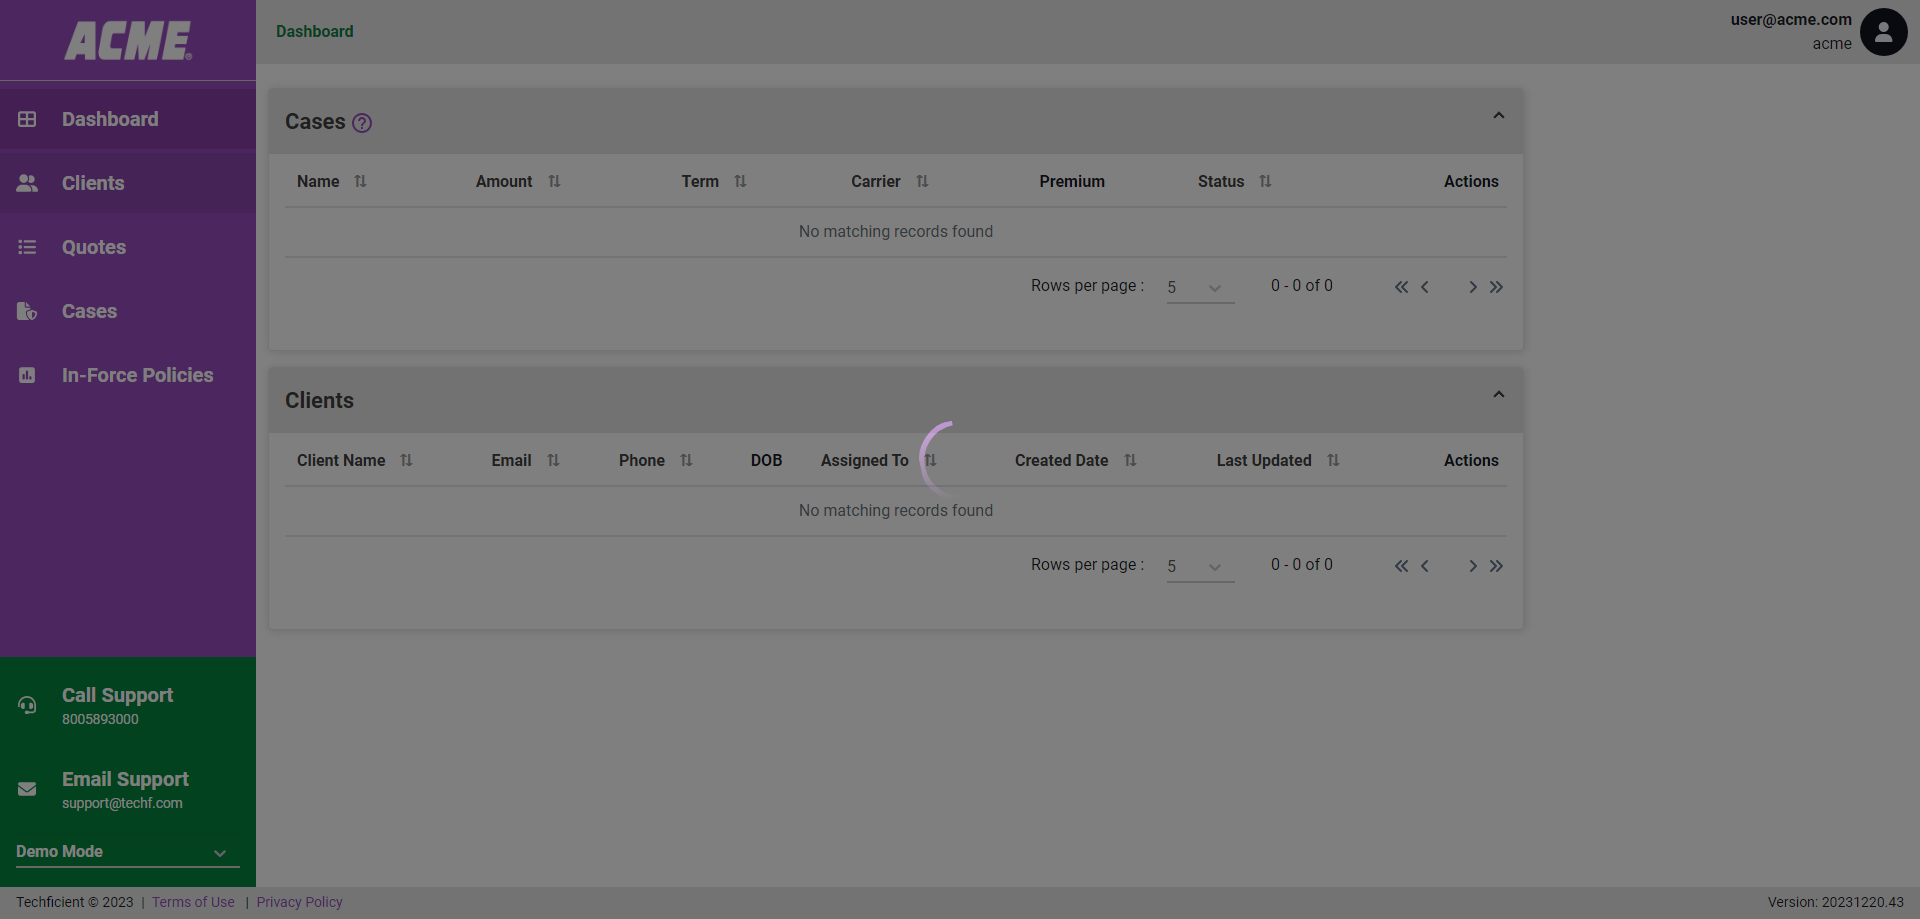 ACME®
Dashboard
Clients
Quotes
Cases
In-Force Policies
Call Support
8005893000
Email Support
support@techf.com
Demo Mode
Dashboard
user@acme.com
acme
Cases ?
Name Amount Term Carrier Premium Status Actions
No matching records found
Rows per page : 5 0 - 0 of 0
Clients
Client Name Email Phone DOB Assigned To Created Date Last Updated Actions
No matching records found
Rows per page : 5 0 - 0 of 0
Techficient © 2023 | Terms of Use | Privacy Policy
Version: 20231220.43